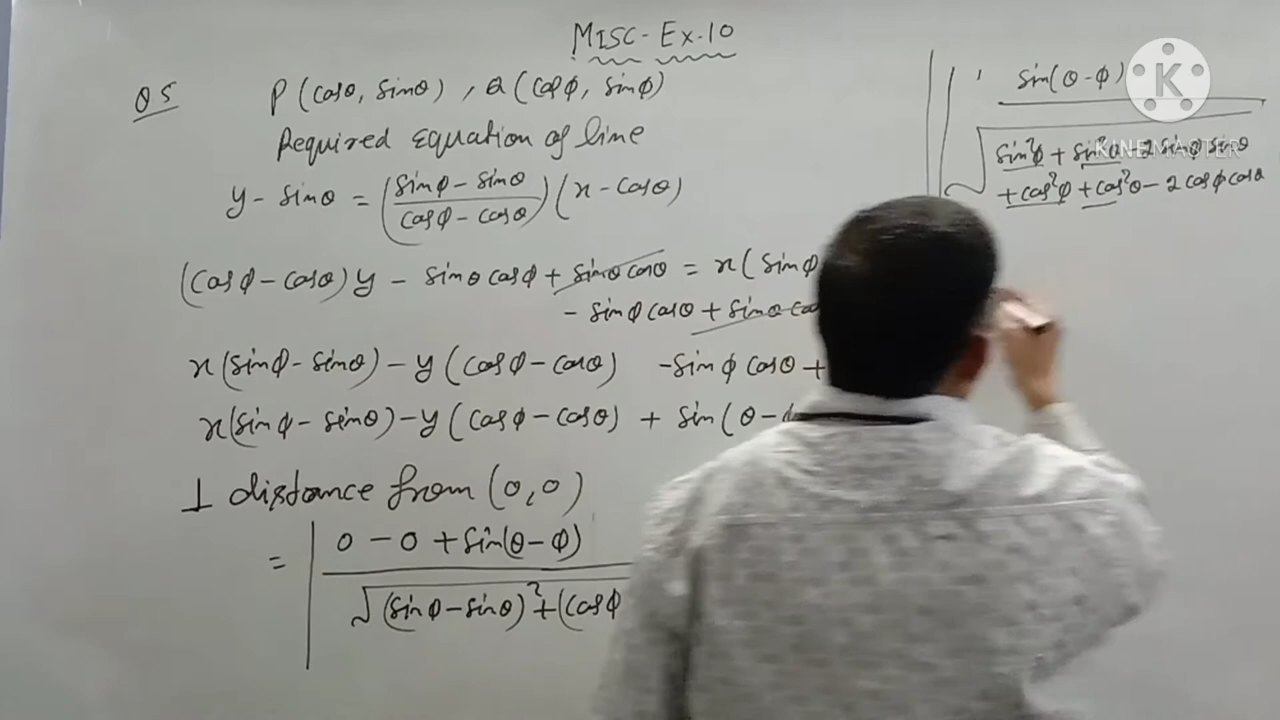 MISC- Ex.10
Q5 P(cosθ, sinθ), Q(cosϕ, sinϕ)
Required Equation of line
y - sinθ = ((sinϕ - sinθ)/(cosϕ - cosθ))(x - cosθ)
(cosϕ - cosθ)y - sinθ cosϕ + sinθ cosθ = x(sinϕ
- sinϕ cosθ + sinθ cos
x(sinϕ - sinθ) - y(cosϕ - cosθ) - sinϕ cosθ +
x(sinϕ - sinθ) - y(cosϕ - cosθ) + sin(θ -
⊥ distance from (0,0)
= | 0 - 0 + sin(θ - ϕ)
√(sinϕ - sinθ)² + (cosϕ
sin(θ - ϕ)
√sin²ϕ + sin²θ - 2 sinϕ sinθ
+ cos²ϕ + cos²θ - 2 cosϕ cosθ
K
KINEMASTER